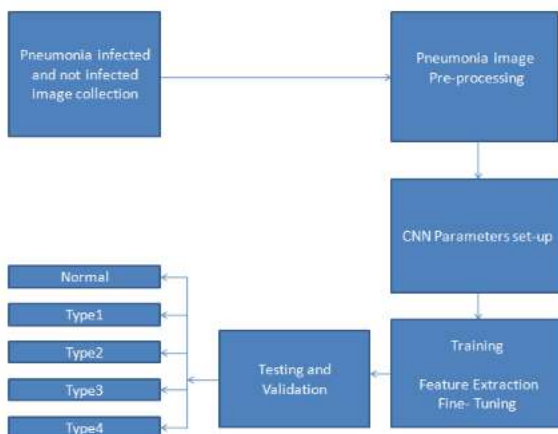 Pneumonia infected
and not infected
Image collection
Pneumonia Image
Pre-processing
CNN Parameters set-up
Training
Feature Extraction
Fine- Tuning
Testing and
Validation
Normal
Type1
Type2
Type3
Type4